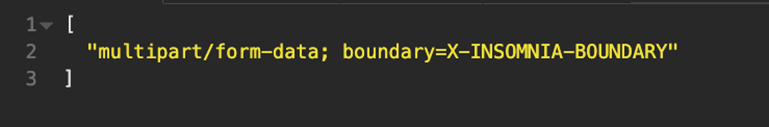 1 [
2 "multipart/form-data; boundary=X-INSOMNIA-BOUNDARY"
3 ]